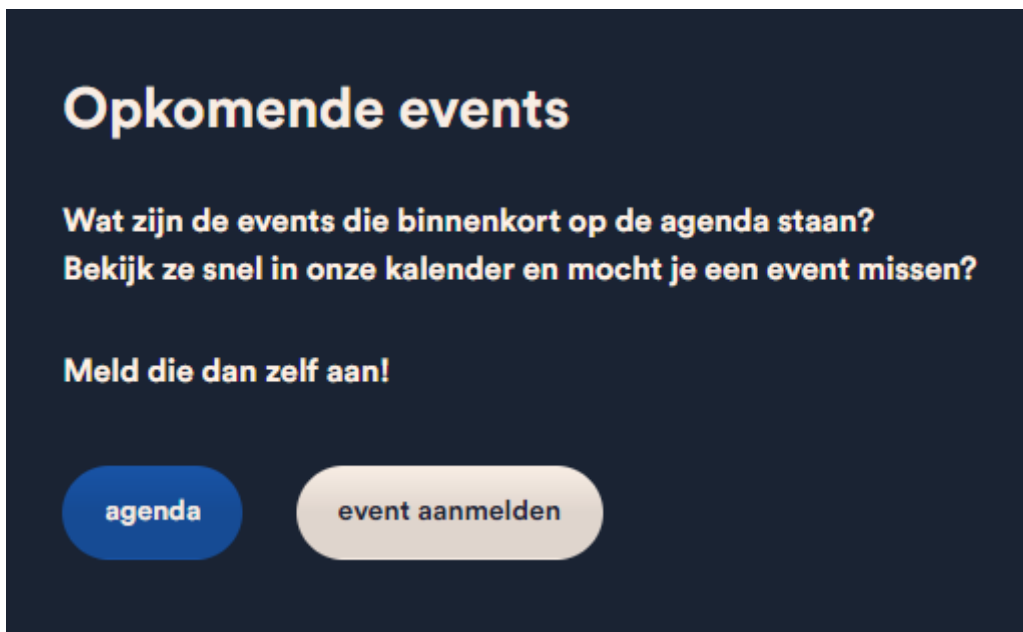 Opkomende events
Wat zijn de events die binnenkort op de agenda staan?
Bekijk ze snel in onze kalender en mocht je een event missen?
Meld die dan zelf aan!
agenda
event aanmelden